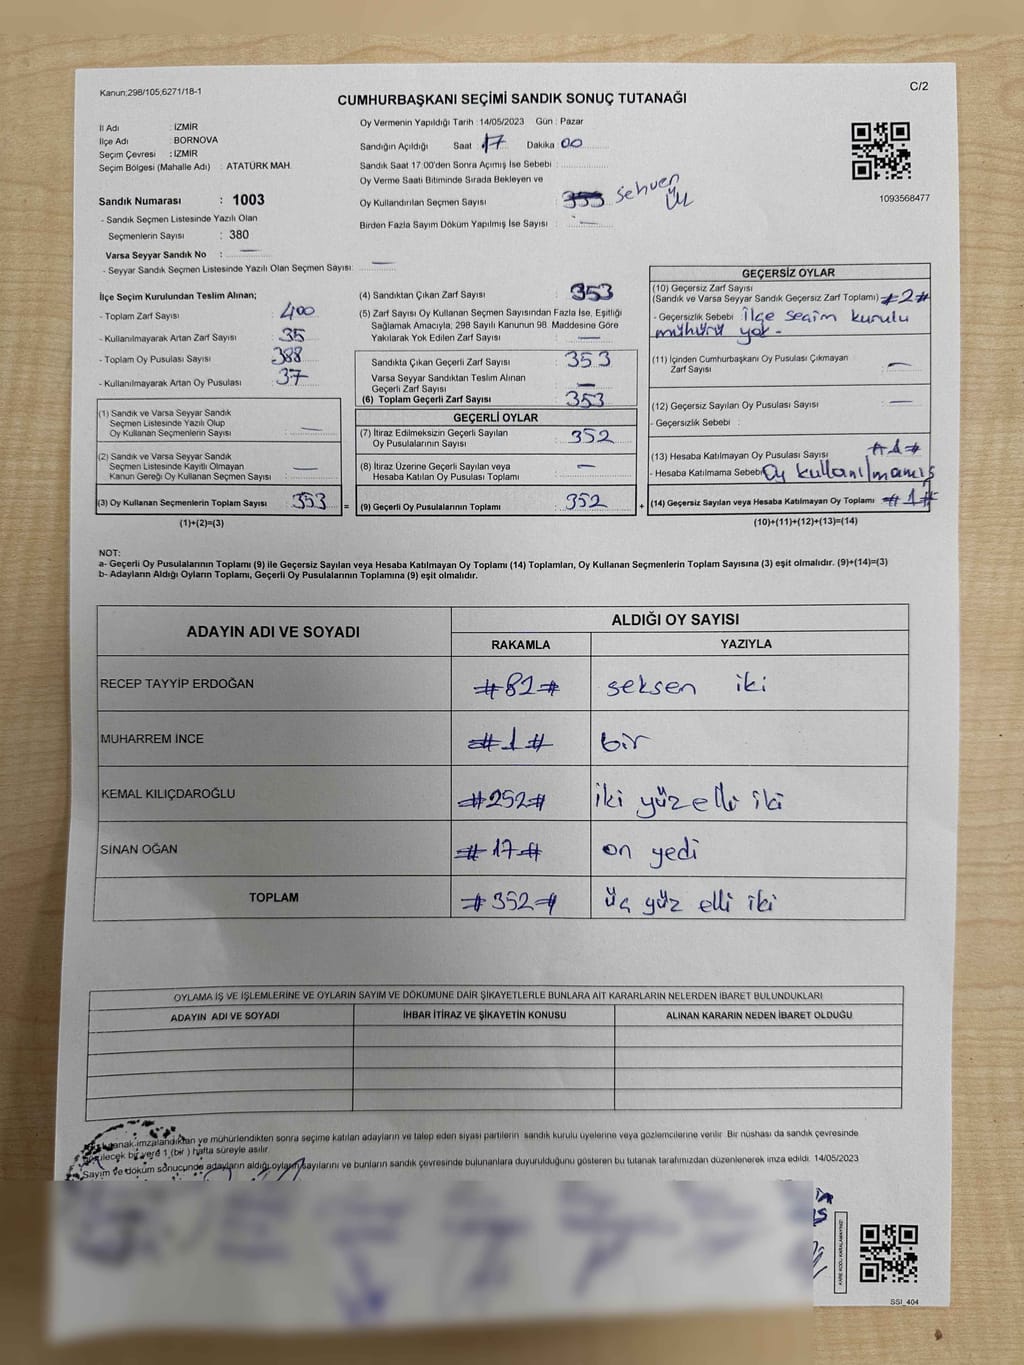 Kanun;298/105,6271/18-1
C/2
CUMHURBAŞKANI SEÇİMİ SANDIK SONUÇ TUTANAĞI
İl Adı : İZMİR
İlçe Adı : BORNOVA
Seçim Çevresi : İZMİR
Seçim Bölgesi (Mahalle Adı) : ATATÜRK MAH.
Oy Vermenin Yapıldığı Tarih : 14/05/2023 Gün : Pazar
Sandığın Açıldığı Saat 17 Dakika 00
Sandık Saat 17:00'den Sonra Açımış İse Sebebi :
Oy Verme Saati Bitiminde Sırada Bekleyen ve
Oy Kullandırılan Seçmen Sayısı : 353 sehven
Birden Fazla Sayım Döküm Yapılmış İse Sayısı : —
1093568477
Sandık Numarası : 1003
- Sandık Seçmen Listesinde Yazılı Olan
Seçmenlerin Sayısı : 380
Varsa Seyyar Sandık No : —
- Seyyar Sandık Seçmen Listesinde Yazılı Olan Seçmen Sayısı: —
İlçe Seçim Kurulundan Teslim Alınan;
- Toplam Zarf Sayısı : 400
- Kullanılmayarak Artan Zarf Sayısı : 35
- Toplam Oy Pusulası Sayısı : 388
- Kullanılmayarak Artan Oy Pusulası : 37
(1) Sandık ve Varsa Seyyar Sandık
Seçmen Listesinde Yazılı Olup
Oy Kullanan Seçmenlerin Sayısı : —
(2) Sandık ve Varsa Seyyar Sandık
Seçmen Listesinde Kayıtlı Olmayan
Kanun Gereği Oy Kullanan Seçmen Sayısı : —
(3) Oy Kullanan Seçmenlerin Toplam Sayısı : 353 =
(1)+(2)=(3)
(4) Sandıktan Çıkan Zarf Sayısı : 353
(5) Zarf Sayısı Oy Kullanan Seçmen Sayısından Fazla İse, Eşitliği
Sağlamak Amacıyla, 298 Sayılı Kanunun 98. Maddesine Göre
Yakılarak Yok Edilen Zarf Sayısı : —
Sandıkta Çıkan Geçerli Zarf Sayısı : 353
Varsa Seyyar Sandıktan Teslim Alınan
Geçerli Zarf Sayısı : —
(6) Toplam Geçerli Zarf Sayısı : 353
GEÇERLİ OYLAR
(7) İtiraz Edilmeksizin Geçerli Sayılan
Oy Pusulalarının Sayısı : 352
(8) İtiraz Üzerine Geçerli Sayılan veya
Hesaba Katılan Oy Pusulası Toplamı : —
(9) Geçerli Oy Pusulalarının Toplamı : 352 +
GEÇERSİZ OYLAR
(10) Geçersiz Zarf Sayısı
(Sandık ve Varsa Seyyar Sandık Geçersiz Zarf Toplamı) #2#
- Geçersizlik Sebebi : ilçe seçim kurulu
mühürü yok -
(11) İçinden Cumhurbaşkanı Oy Pusulası Çıkmayan
Zarf Sayısı : —
(12) Geçersiz Sayılan Oy Pusulası Sayısı : —
- Geçersizlik Sebebi :
(13) Hesaba Katılmayan Oy Pusulası Sayısı : #1#
- Hesaba Katılmama Sebebi: Oy kullanılmamış
(14) Geçersiz Sayılan veya Hesaba Katılmayan Oy Toplamı : #1#
(10)+(11)+(12)+(13)=(14)
NOT:
a- Geçerli Oy Pusulalarının Toplamı (9) ile Geçersiz Sayılan veya Hesaba Katılmayan Oy Toplamı (14) Toplamları, Oy Kullanan Seçmenlerin Toplam Sayısına (3) eşit olmalıdır. (9)+(14)=(3)
b- Adayların Aldığı Oyların Toplamı, Geçerli Oy Pusulalarının Toplamına (9) eşit olmalıdır.
ADAYIN ADI VE SOYADI
ALDIĞI OY SAYISI
RAKAMLA YAZIYLA
RECEP TAYYİP ERDOĞAN #82# seksen iki
MUHARREM İNCE #1# bir
KEMAL KILIÇDAROĞLU #252# iki yüz elli iki
SİNAN OĞAN #17# on yedi
TOPLAM #352# üç yüz elli iki
OYLAMA İŞ VE İŞLEMLERİNE VE OYLARIN SAYIM VE DÖKÜMÜNE DAİR ŞİKAYETLERLE BUNLARA AİT KARARLARIN NELERDEN İBARET BULUNDUKLARI
ADAYIN ADI VE SOYADI İHBAR İTİRAZ VE ŞİKAYETİN KONUSU ALINAN KARARIN NEDEN İBARET OLDUĞU
imzalandıktan ve mühürlendikten sonra seçime katılan adayların ve talep eden siyasi partilerin sandık kurulu üyelerine veya gözlemcilerine verilir. Bir nüshası da sandık çevresinde
bir yere 1 (bir ) hafta süreyle asılır.
Sayım ve döküm sonucunda adayların aldığı oyların sayılarını ve bunların sandık çevresinde bulunanlara duyurulduğunu gösteren bu tutanak tarafımızdan düzenlenerek imza edildi. 14/05/2023
KARE KODU KARALAMAYINIZ!
SSI_404